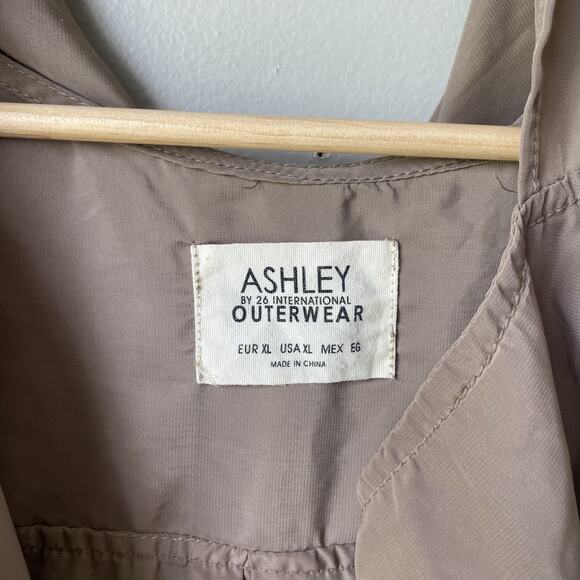 ASHLEY
BY 26 INTERNATIONAL
OUTERWEAR
EUR XL USA XL MEX EG
MADE IN CHINA